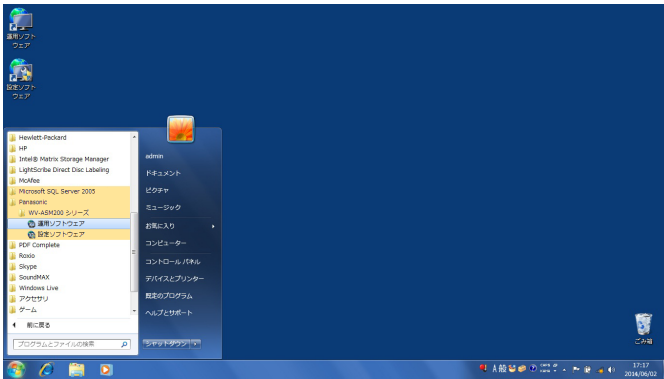 運用ソフト
ウェア
設定ソフト
ウェア
Hewlett-Packard
HP
Intel® Matrix Storage Manager
LightScribe Direct Disc Labeling
McAfee
Microsoft SQL Server 2005
Panasonic
WV-ASM200 シリーズ
運用ソフトウェア
設定ソフトウェア
PDF Complete
Roxio
Skype
SoundMAX
Windows Live
アクセサリ
ゲーム
前に戻る
プログラムとファイルの検索
admin
ドキュメント
ピクチャ
ミュージック
お気に入り
コンピューター
コントロール パネル
デバイスとプリンター
既定のプログラム
ヘルプとサポート
シャットダウン
ごみ箱
A 般
17:17
2014/06/02